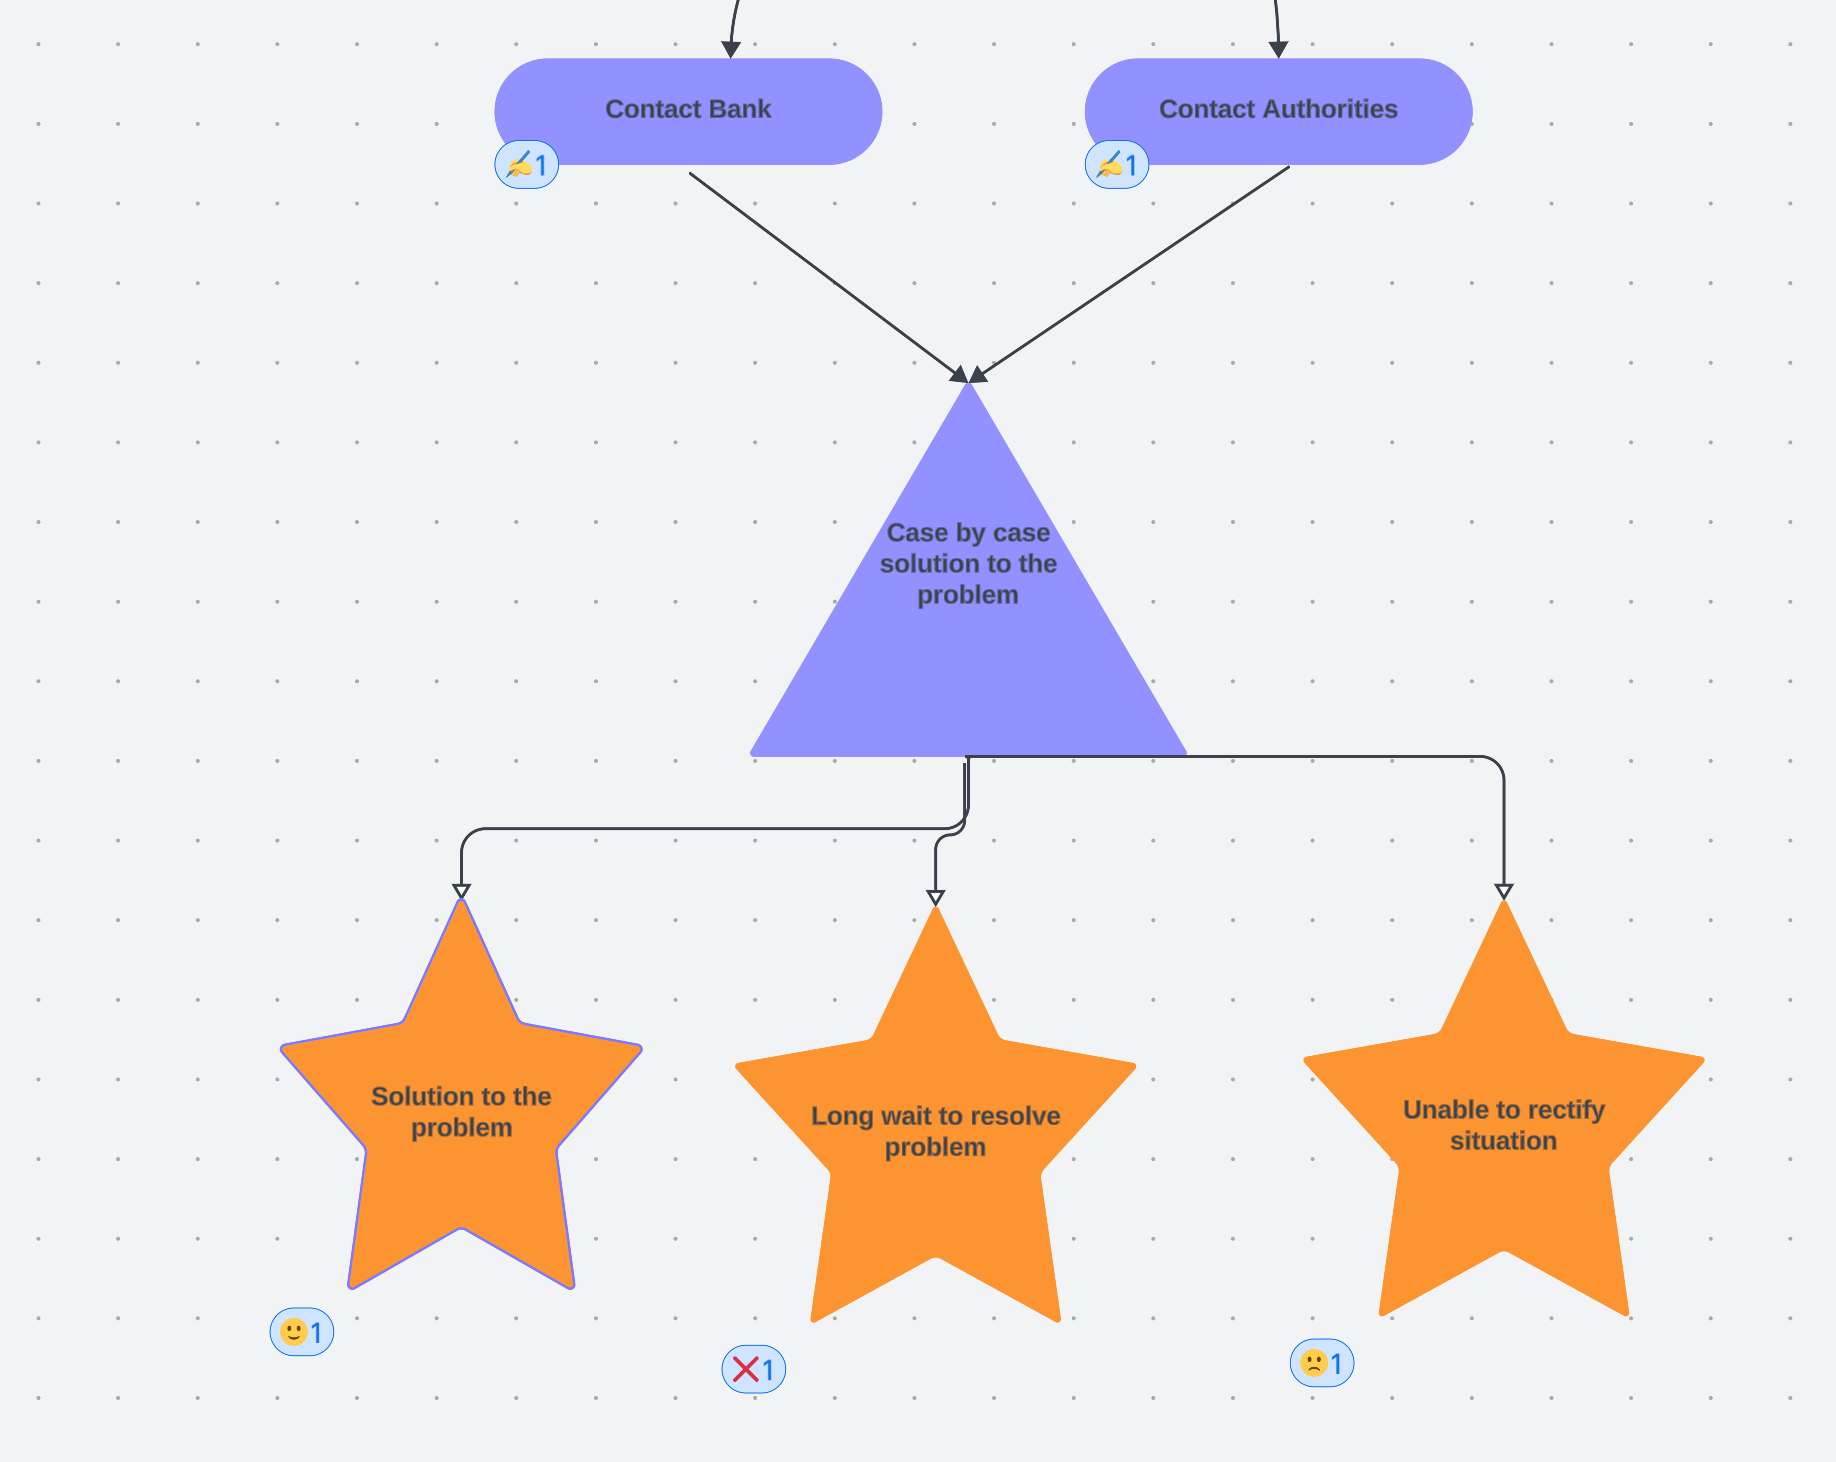 Contact Bank
Contact Authorities
✍️1
✍️1
Case by case
solution to the
problem
Solution to the
problem
Long wait to resolve
problem
Unable to rectify
situation
🙂1
❌1
🙁1